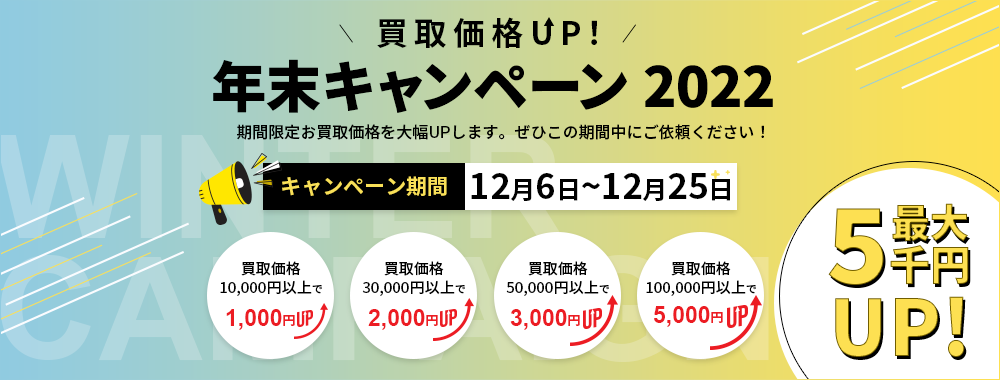 買取価格UP!
年末キャンペーン 2022
期間限定お買取価格を大幅UPします。ぜひこの期間中にご依頼ください！
キャンペーン期間
12月6日~12月25日
WINTER
CAMPAIGN
買取価格
10,000円以上で
1,000円UP
買取価格
30,000円以上で
2,000円UP
買取価格
50,000円以上で
3,000円UP
買取価格
100,000円以上で
5,000円UP
最大
5千円
UP!